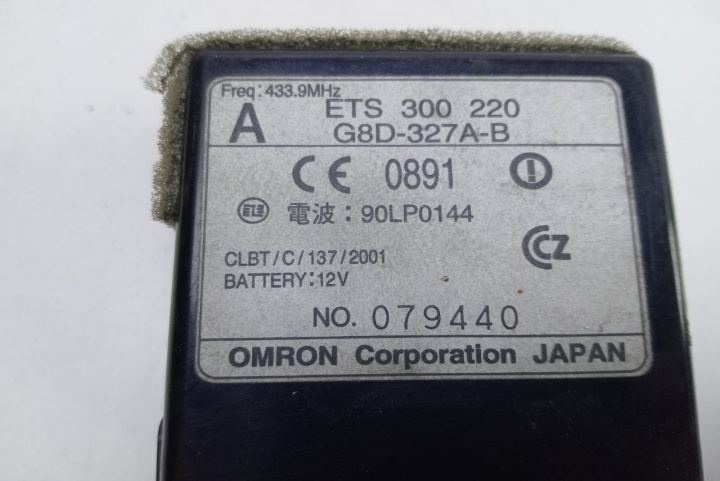 Freq:433.9MHz
A ETS 300 220
G8D-327A-B
CE 0891
電波:90LP0144
CLBT/C/137/2001
BATTERY:12V
CZ
NO. 079440
OMRON Corporation JAPAN